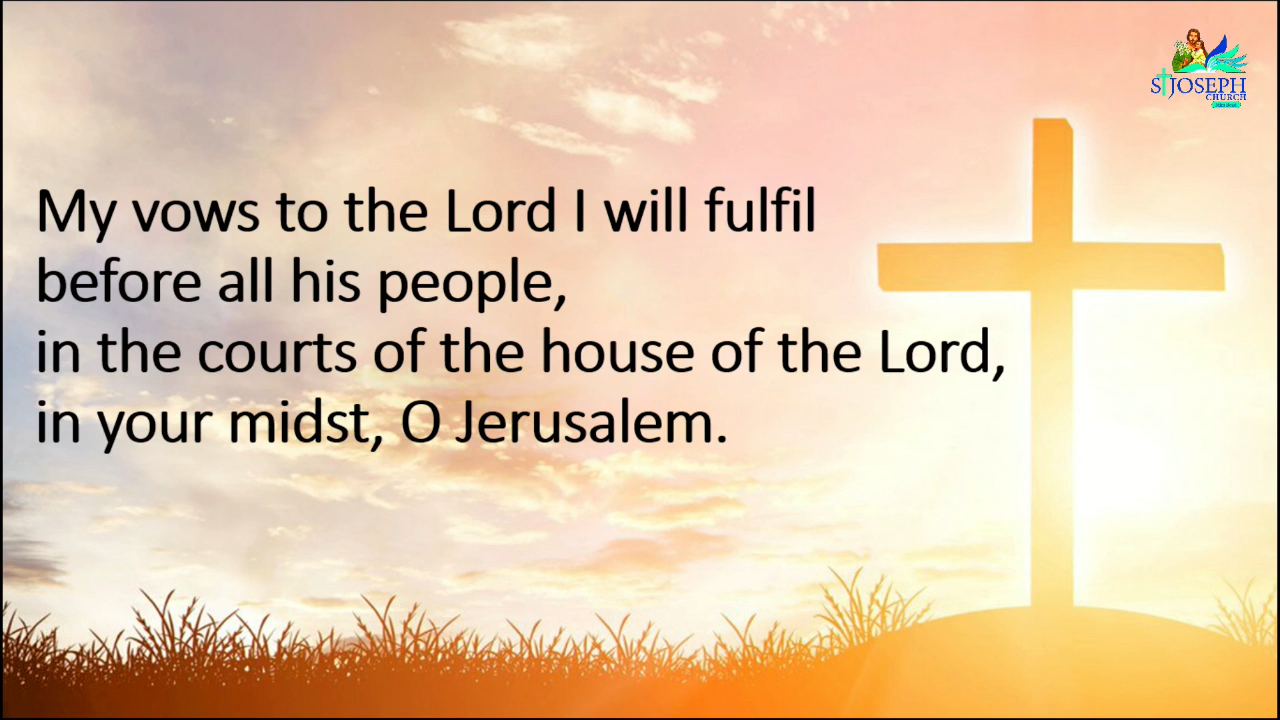 ST JOSEPH
CHURCH
My vows to the Lord I will fulfil
before all his people,
in the courts of the house of the Lord,
in your midst, O Jerusalem.